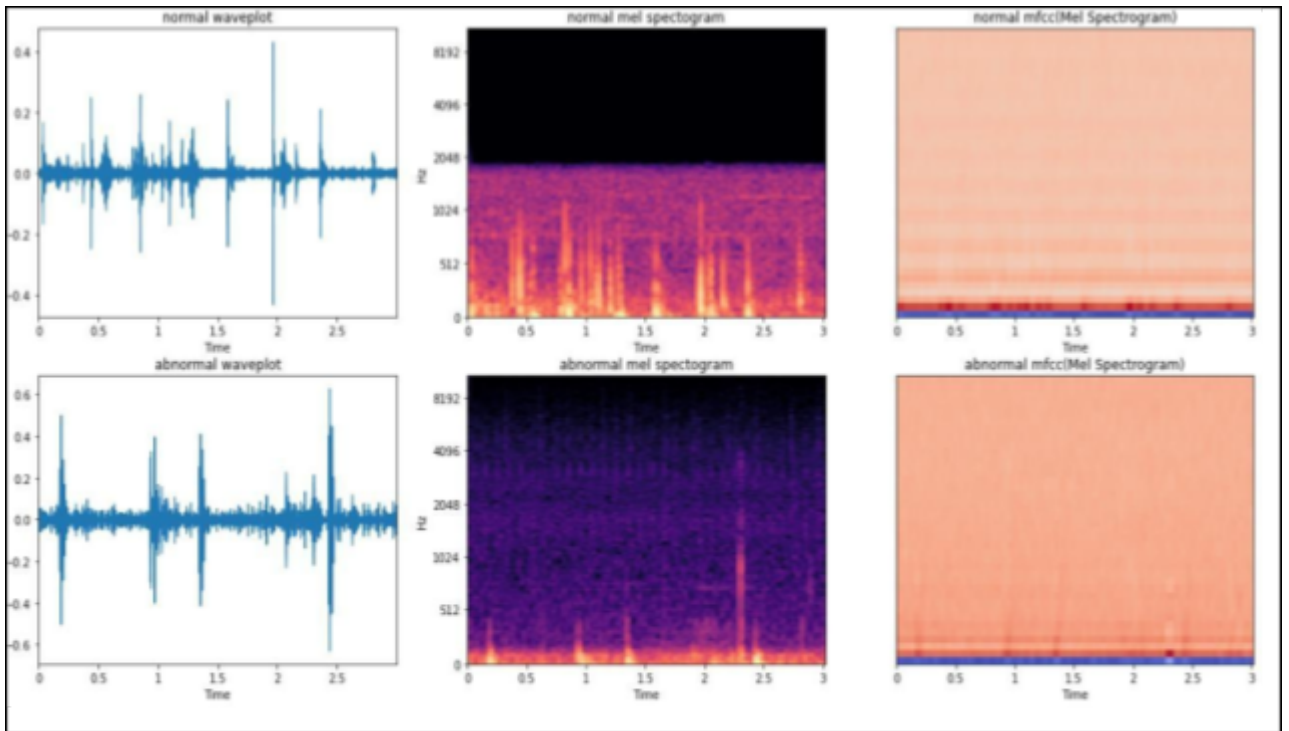 normal waveplot
0.4
0.2
0.0
-0.2
-0.4
0 0.5 1 1.5 2 2.5
Time
normal mel spectogram
8192
4096
2048
1024
512
0
Hz
0 0.5 1 1.5 2 2.5 3
Time
normal mfcc(Mel Spectrogram)
0 0.5 1 1.5 2 2.5 3
Time
abnormal waveplot
0.6
0.4
0.2
0.0
-0.2
-0.4
-0.6
0 0.5 1 1.5 2 2.5
Time
abnormal mel spectogram
8192
4096
2048
1024
512
0
Hz
0 0.5 1 1.5 2 2.5 3
Time
abnormal mfcc(Mel Spectrogram)
0 0.5 1 1.5 2 2.5 3
Time